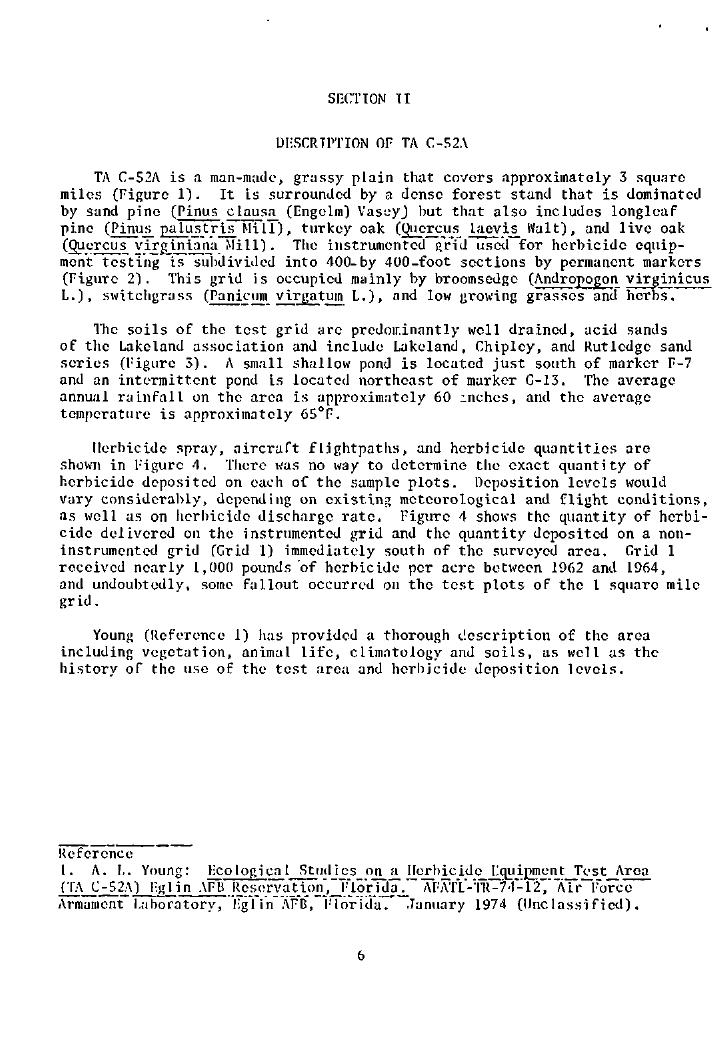 SECTION II
DESCRIPTION OF TA C-52A
TA C-52A is a man-made, grassy plain that covers approximately 3 square
miles (Figure 1). It is surrounded by a dense forest stand that is dominated
by sand pine (Pinus clausa (Engelm) Vasey) but that also includes longleaf
pine (Pinus palustris Mill), turkey oak (Quercus laevis Walt), and live oak
(Quercus virginiana Mill). The instrumented grid used for herbicide equip-
ment testing is subdivided into 400-by 400-foot sections by permanent markers
(Figure 2). This grid is occupied mainly by broomsedge (Andropogon virginicus
L.), switchgrass (Panicum virgatum L.), and low growing grasses and herbs.
The soils of the test grid are predominantly well drained, acid sands
of the Lakeland association and include Lakeland, Chipley, and Rutledge sand
series (Figure 3). A small shallow pond is located just south of marker F-7
and an intermittent pond is located northeast of marker G-13. The average
annual rainfall on the area is approximately 60 inches, and the average
temperature is approximately 65°F.
Herbicide spray, aircraft flightpaths, and herbicide quantities are
shown in Figure 4. There was no way to determine the exact quantity of
herbicide deposited on each of the sample plots. Deposition levels would
vary considerably, depending on existing meteorological and flight conditions,
as well as on herbicide discharge rate. Figure 4 shows the quantity of herbi-
cide delivered on the instrumented grid and the quantity deposited on a non-
instrumented grid (Grid 1) immediately south of the surveyed area. Grid 1
received nearly 1,000 pounds of herbicide per acre between 1962 and 1964,
and undoubtedly, some fallout occurred on the test plots of the 1 square mile
grid.
Young (Reference 1) has provided a thorough description of the area
including vegetation, animal life, climatology and soils, as well as the
history of the use of the test area and herbicide deposition levels.
Reference
1. A. L. Young: Ecological Studies on a Herbicide Equipment Test Area
(TA C-52A) Eglin AFB Reservation, Florida. AFATL-TR-74-12, Air Force
Armament Laboratory, Eglin AFB, Florida. January 1974 (Unclassified).
6